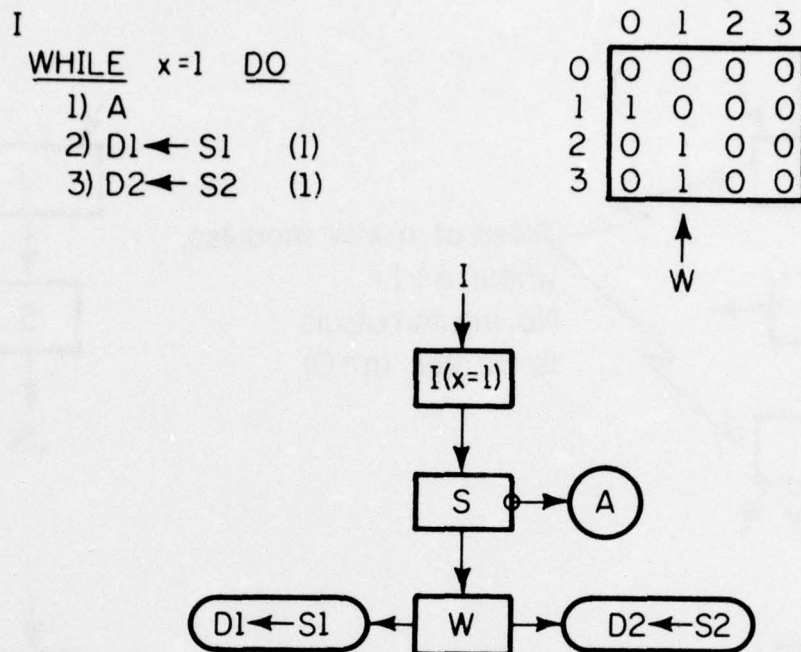 I
WHILE x=1 DO
1) A
2) D1 ← S1 (1)
3) D2 ← S2 (1)
0 1 2 3
0 0 0 0 0
1 1 0 0 0
2 0 1 0 0
3 0 1 0 0
W
I
I(x=1)
S
A
D1 ← S1
W
D2 ← S2